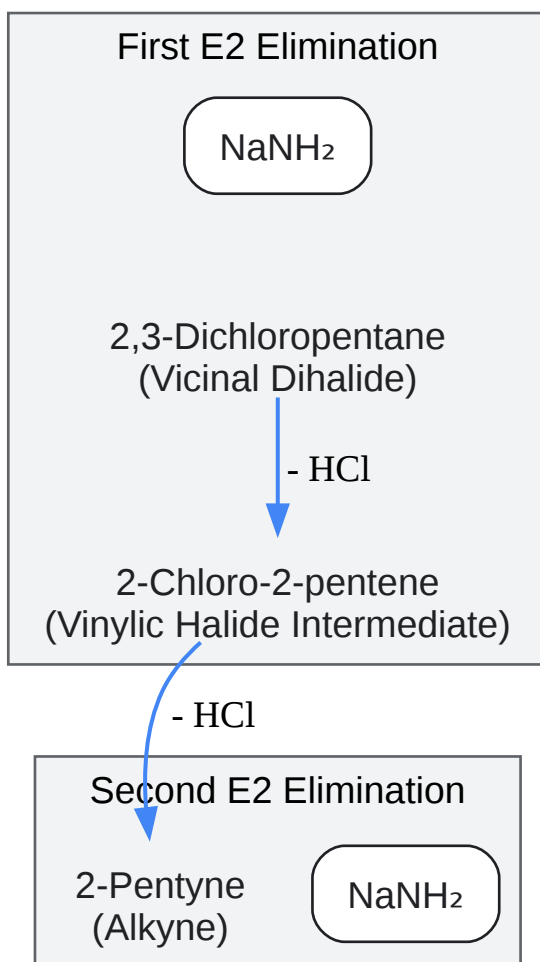 First E2 Elimination
NaNH₂
2,3-Dichloropentane
(Vicinal Dihalide)
- HCl
2-Chloro-2-pentene
(Vinylic Halide Intermediate)
- HCl
Second E2 Elimination
2-Pentyne
(Alkyne)
NaNH₂